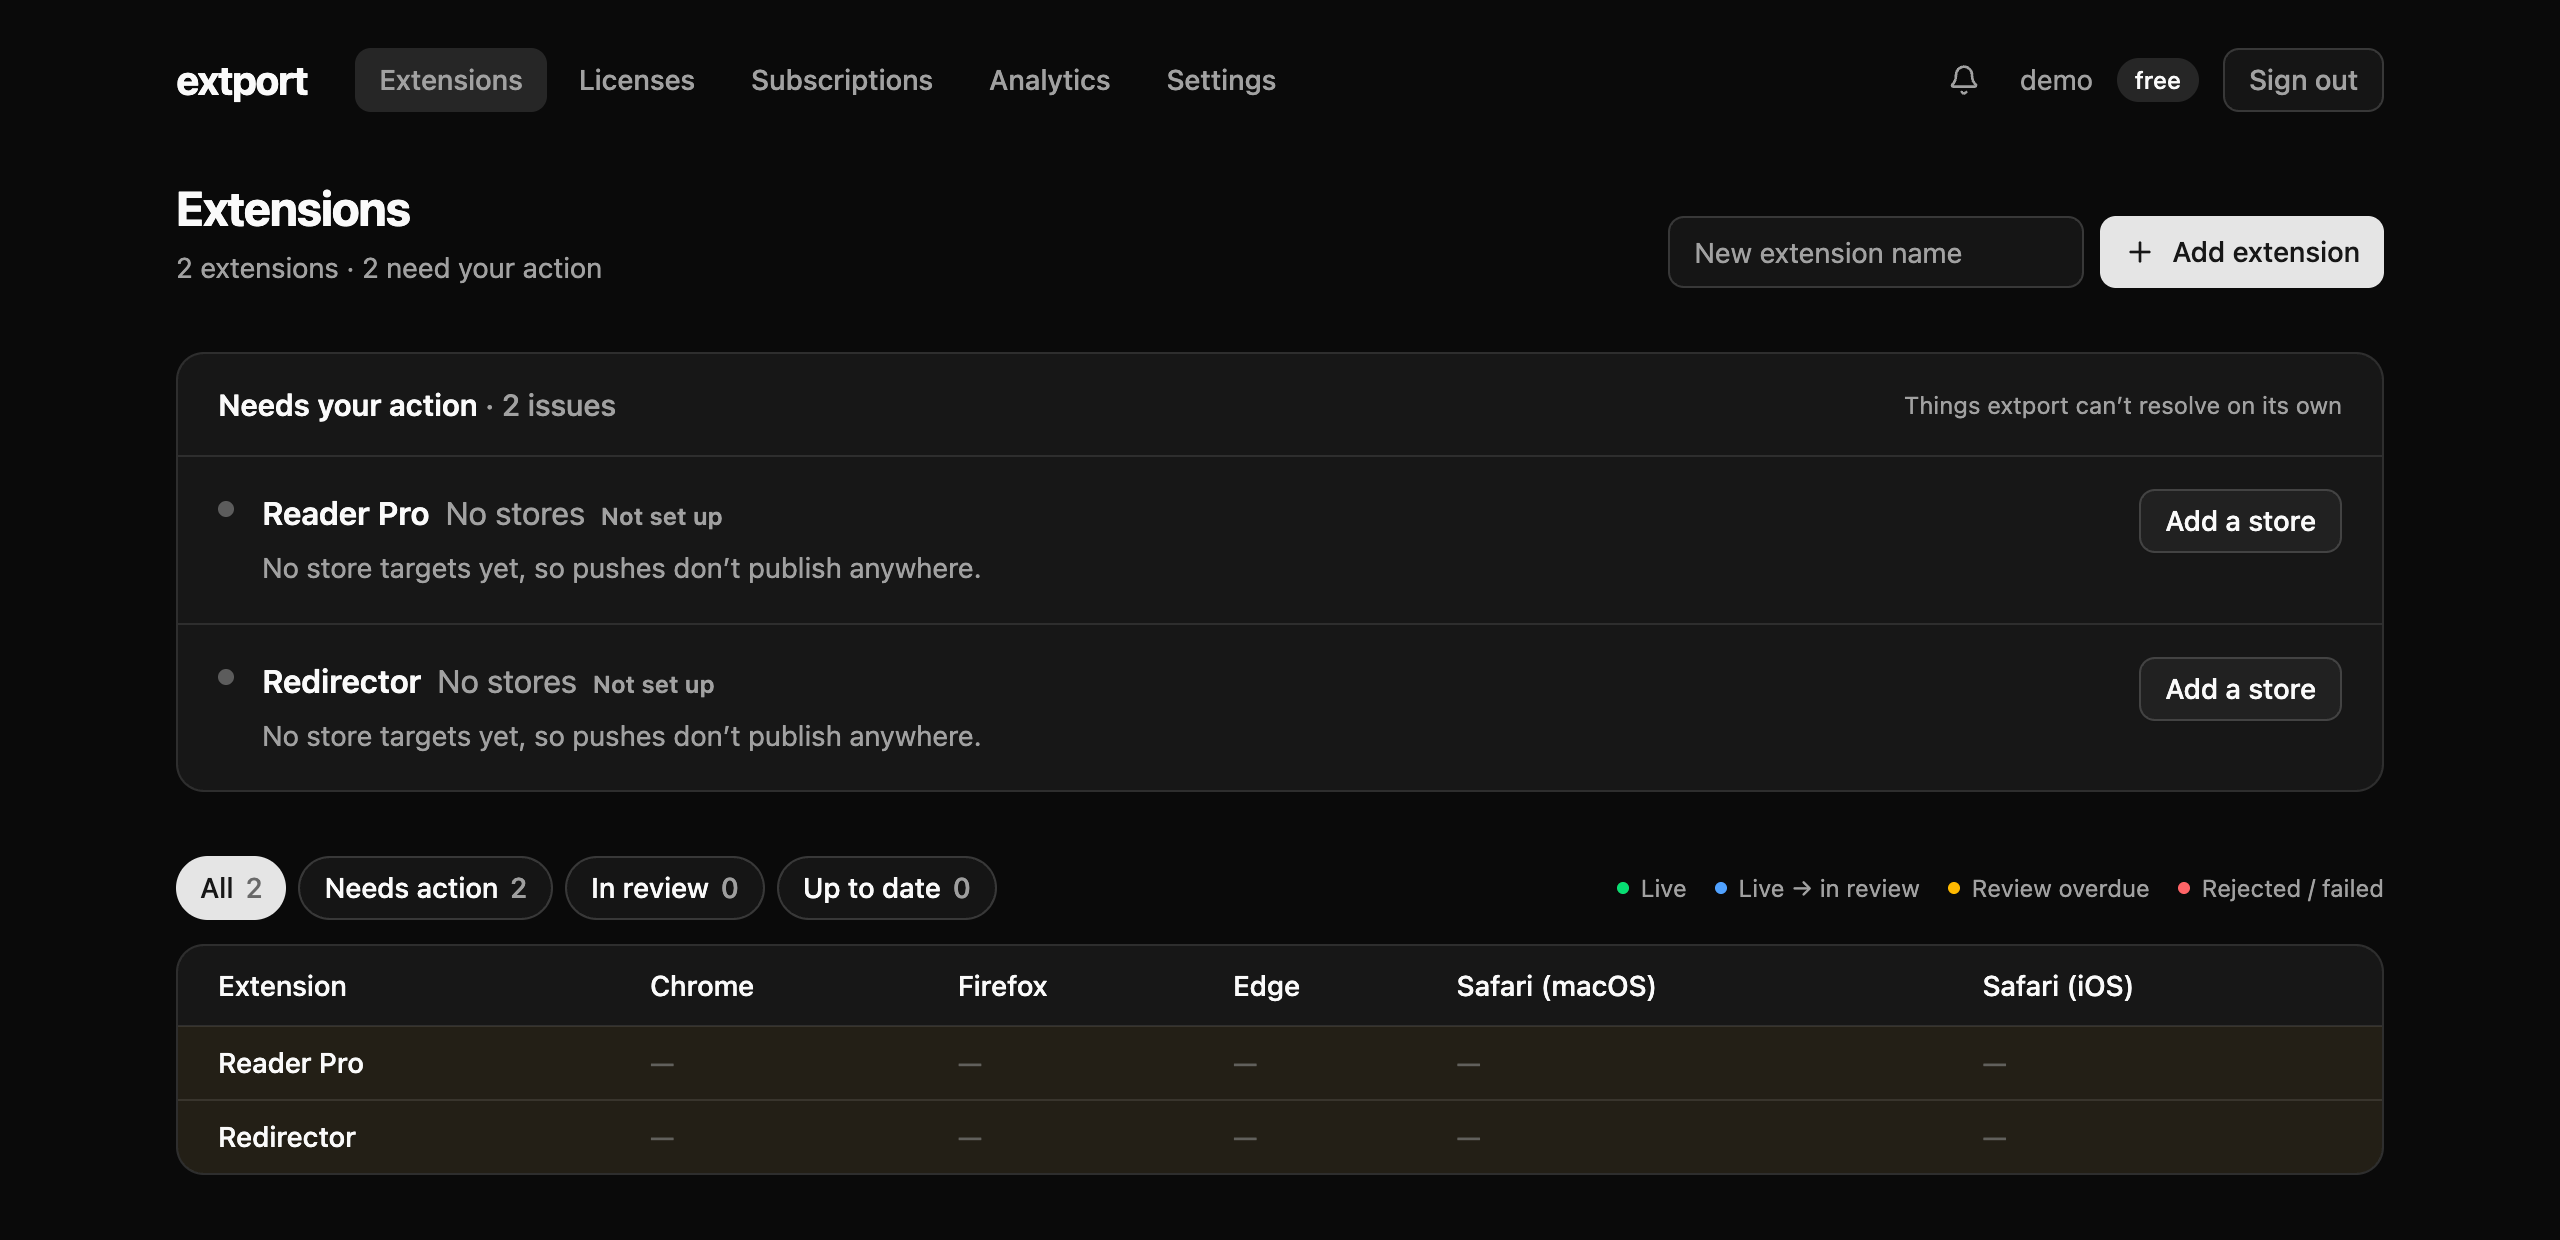 extport Extensions Licenses Subscriptions Analytics Settings demo free Sign out
Extensions
2 extensions · 2 need your action
New extension name + Add extension
Needs your action · 2 issues Things extport can’t resolve on its own
Reader Pro No stores Not set up Add a store
No store targets yet, so pushes don’t publish anywhere.
Redirector No stores Not set up Add a store
No store targets yet, so pushes don’t publish anywhere.
All 2 Needs action 2 In review 0 Up to date 0 Live Live → in review Review overdue Rejected / failed
Extension Chrome Firefox Edge Safari (macOS) Safari (iOS)
Reader Pro — — — — —
Redirector — — — — —